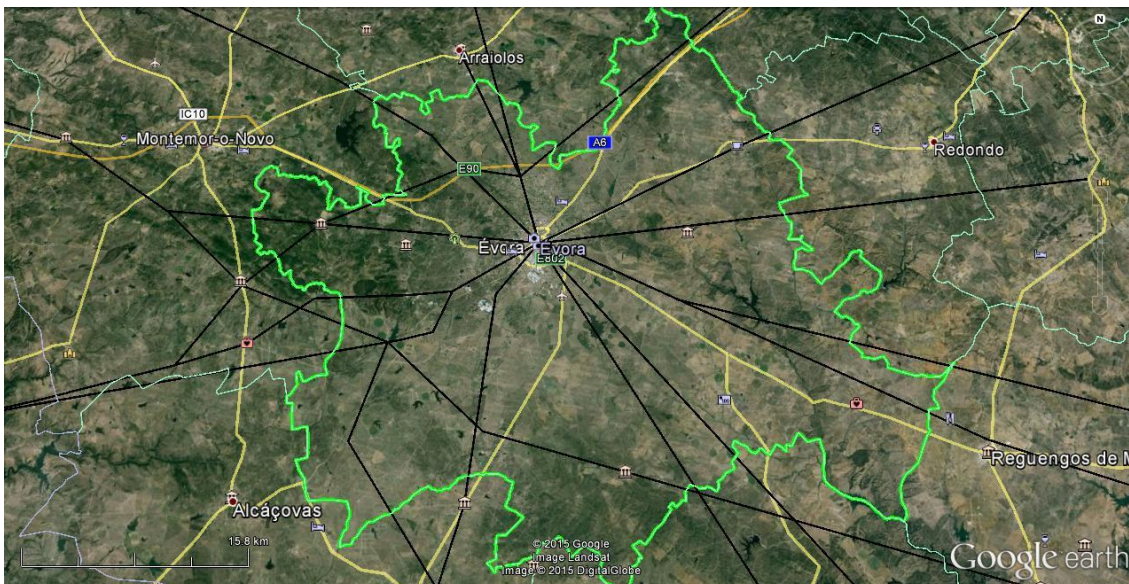 N
Arraiolos
IC10
Montemor-o-Novo
A6
Redondo
E90
Évora
Évora
E802
Reguengos de M
Alcáçovas
15.8 km
© 2015 Google
Image Landsat
Image © 2015 DigitalGlobe
Google earth